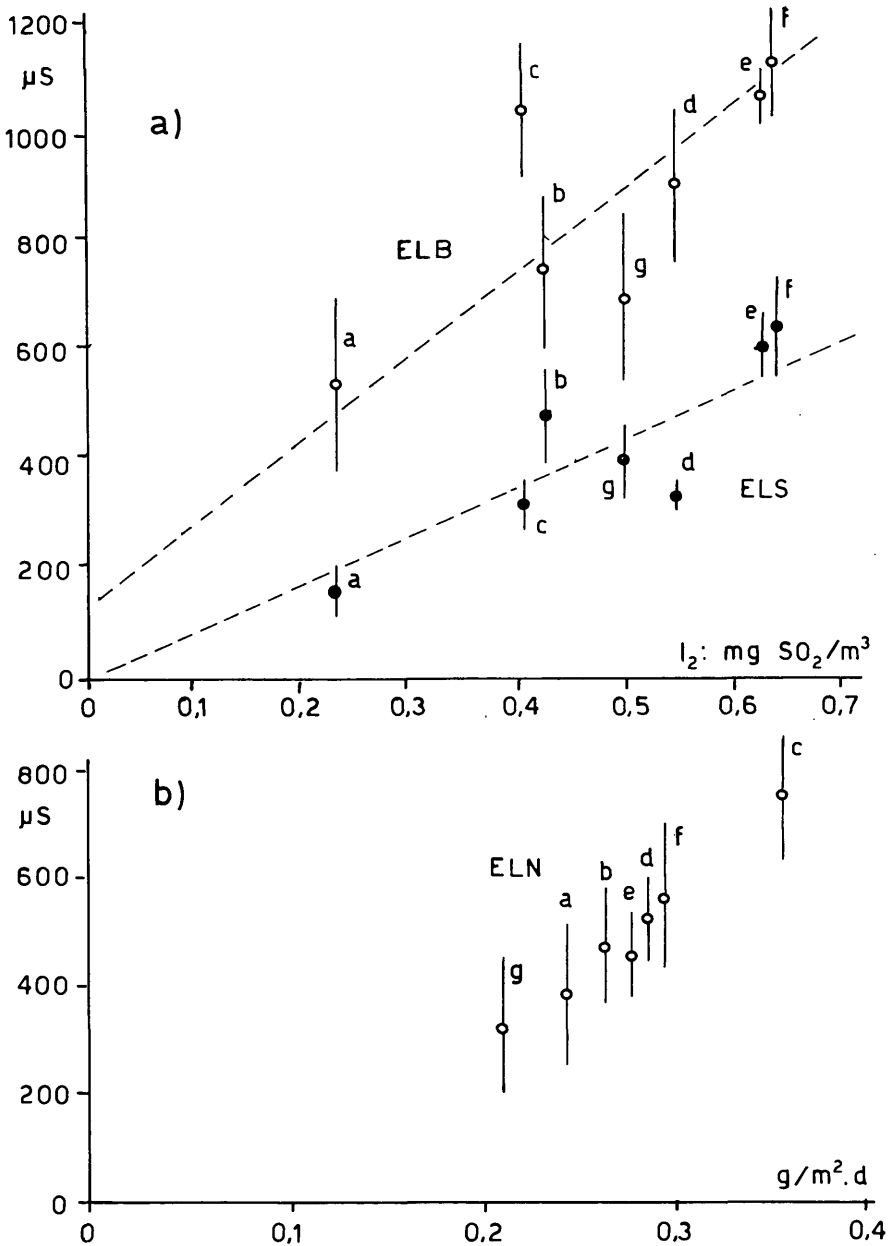 1200
µS
a)
f
c
e
d
1000
b
800
ELB
g
f
a
e
600
b
400
d
g
ELS
c
200
a
I₂: mg SO₂/m³
0
0 0,1 0,2 0,3 0,4 0,5 0,6 0,7
b)
c
800
µS
f
ELN
d
b
e
600
a
g
400
200
g/m².d
0
0 0,1 0,2 0,3 0,4